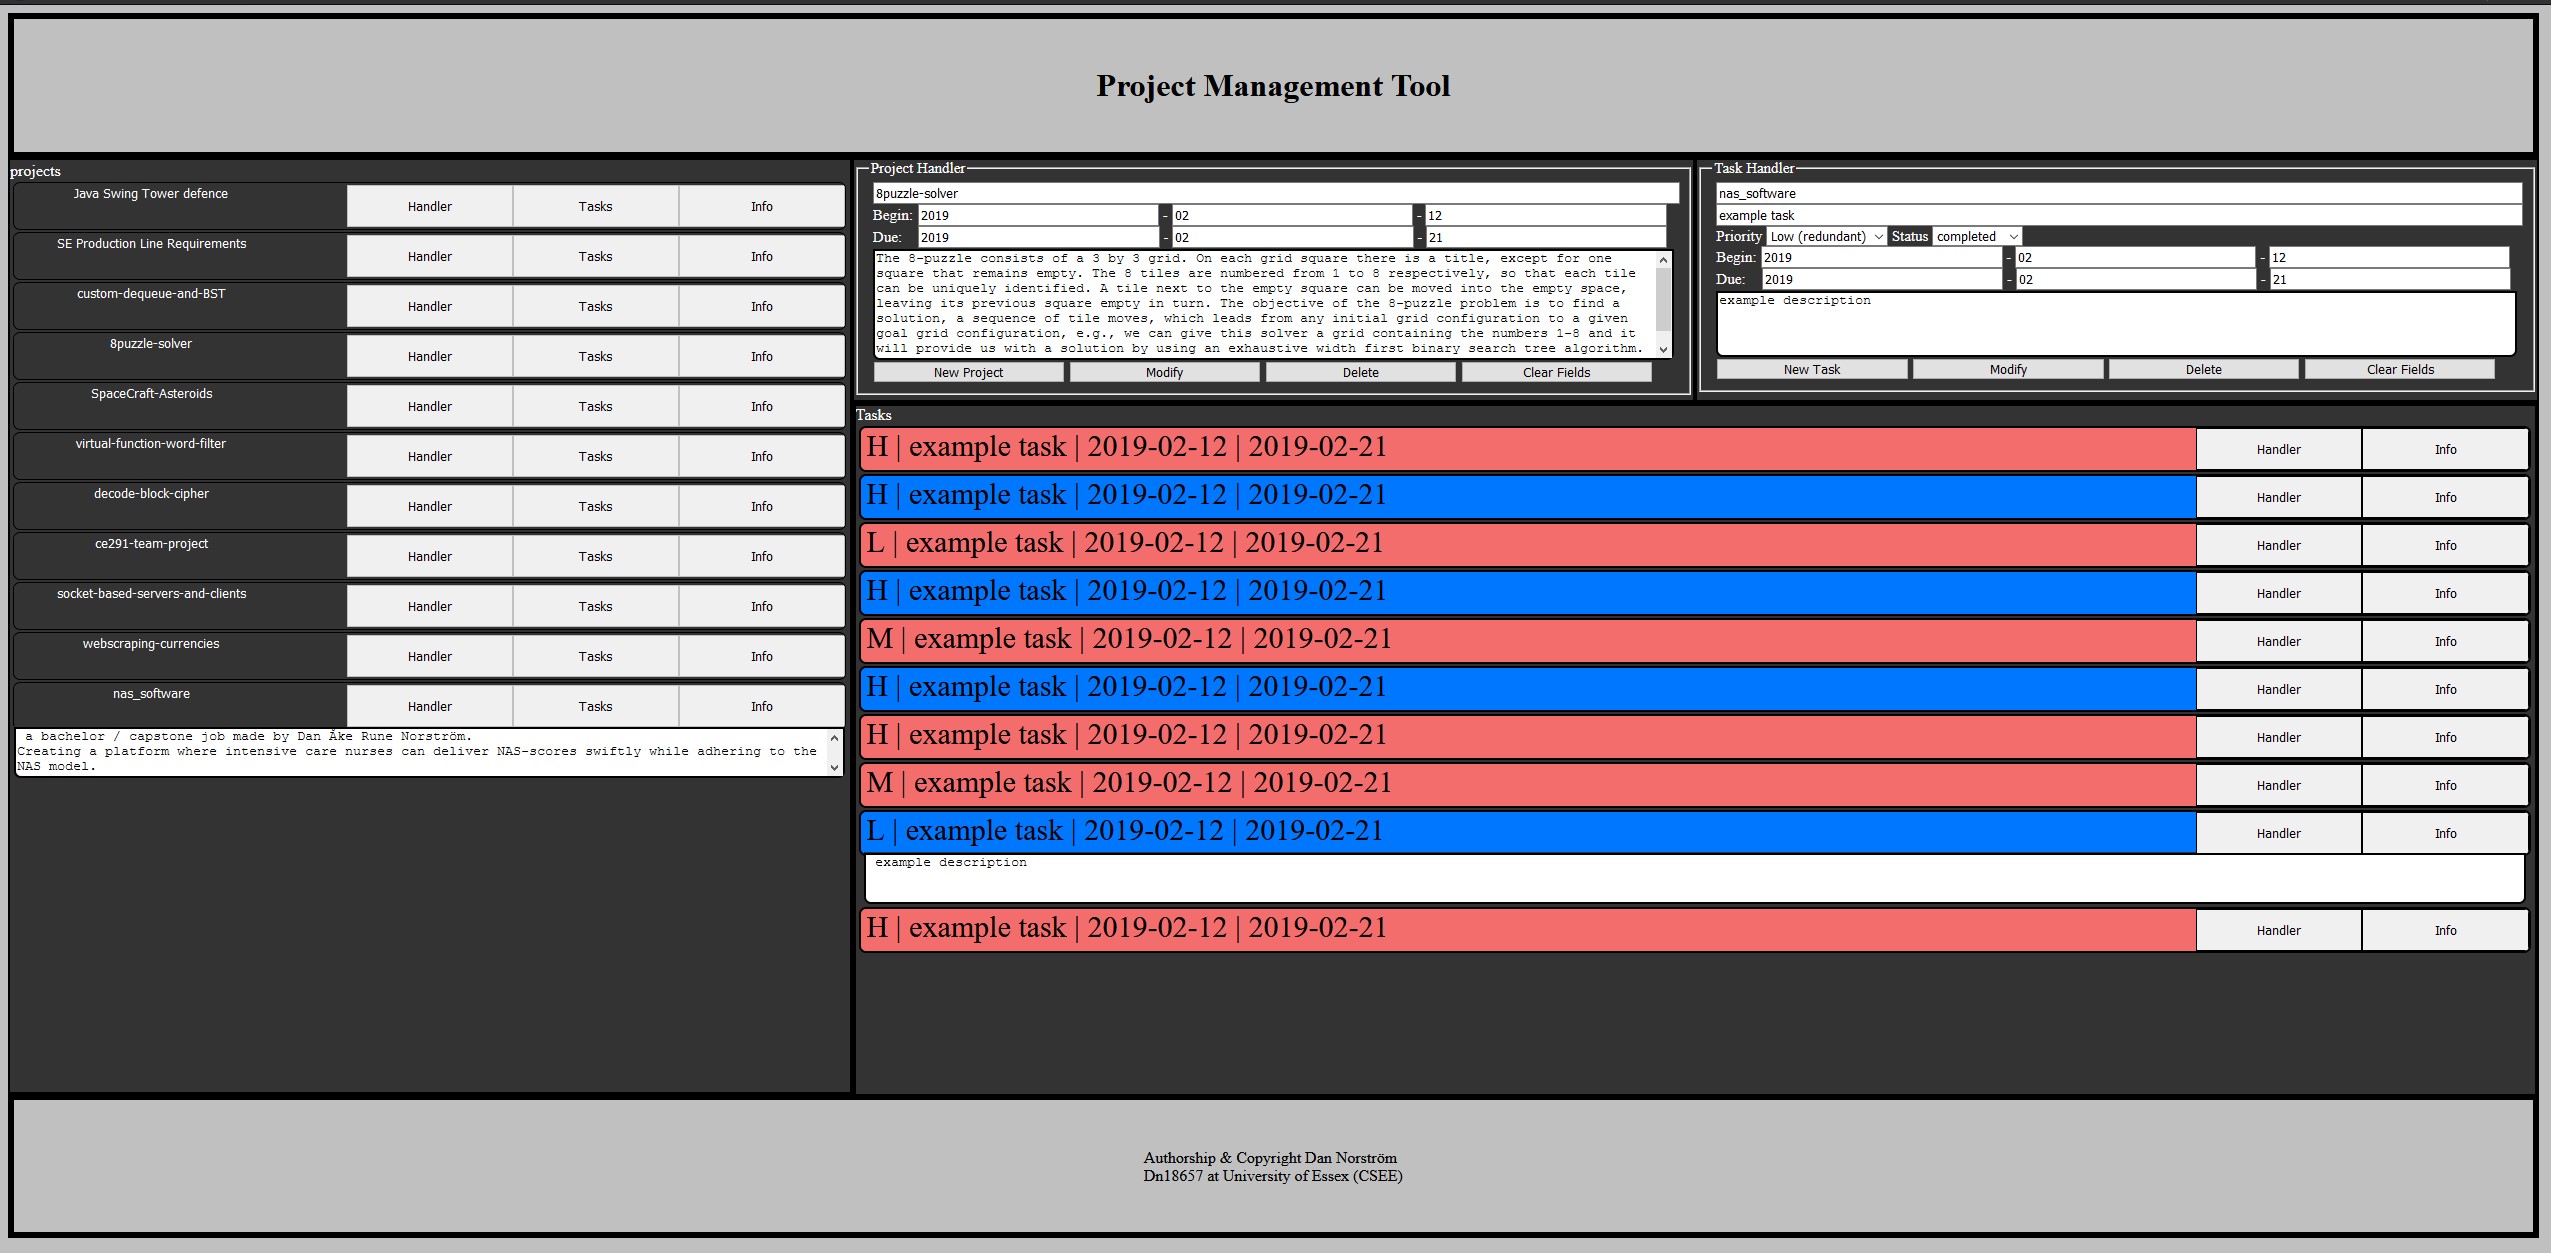 Project Management Tool
projects
Java Swing Tower defence Handler Tasks Info
SE Production Line Requirements Handler Tasks Info
custom-dequeue-and-BST Handler Tasks Info
8puzzle-solver Handler Tasks Info
SpaceCraft-Asteroids Handler Tasks Info
virtual-function-word-filter Handler Tasks Info
decode-block-cipher Handler Tasks Info
ce291-team-project Handler Tasks Info
socket-based-servers-and-clients Handler Tasks Info
webscraping-currencies Handler Tasks Info
nas_software Handler Tasks Info
a bachelor / capstone job made by Dan Åke Rune Norström.
Creating a platform where intensive care nurses can deliver NAS-scores swiftly while adhering to the
NAS model.
Project Handler
8puzzle-solver
Begin: 2019 - 02 - 12
Due: 2019 - 02 - 21
The 8-puzzle consists of a 3 by 3 grid. On each grid square there is a title, except for one
square that remains empty. The 8 tiles are numbered from 1 to 8 respectively, so that each tile
can be uniquely identified. A tile next to the empty square can be moved into the empty space,
leaving its previous square empty in turn. The objective of the 8-puzzle problem is to find a
solution, a sequence of tile moves, which leads from any initial grid configuration to a given
goal grid configuration, e.g., we can give this solver a grid containing the numbers 1-8 and it
will provide us with a solution by using an exhaustive width first binary search tree algorithm.
New Project Modify Delete Clear Fields
Task Handler
nas_software
example task
Priority Low (redundant) Status completed
Begin: 2019 - 02 - 12
Due: 2019 - 02 - 21
example description
New Task Modify Delete Clear Fields
Tasks
H | example task | 2019-02-12 | 2019-02-21 Handler Info
H | example task | 2019-02-12 | 2019-02-21 Handler Info
L | example task | 2019-02-12 | 2019-02-21 Handler Info
H | example task | 2019-02-12 | 2019-02-21 Handler Info
M | example task | 2019-02-12 | 2019-02-21 Handler Info
H | example task | 2019-02-12 | 2019-02-21 Handler Info
H | example task | 2019-02-12 | 2019-02-21 Handler Info
M | example task | 2019-02-12 | 2019-02-21 Handler Info
L | example task | 2019-02-12 | 2019-02-21 Handler Info
example description
H | example task | 2019-02-12 | 2019-02-21 Handler Info
Authorship & Copyright Dan Norström
Dn18657 at University of Essex (CSEE)